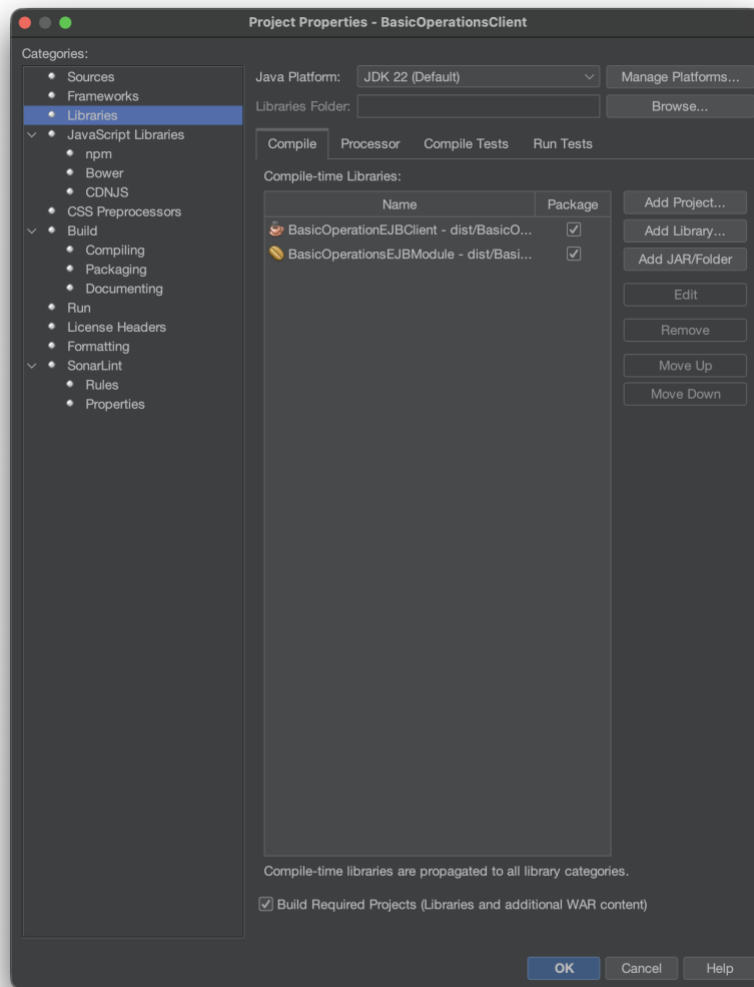 Project Properties - BasicOperationsClient
Categories:
Sources
Frameworks
Libraries
JavaScript Libraries
npm
Bower
CDNJS
CSS Preprocessors
Build
Compiling
Packaging
Documenting
Run
License Headers
Formatting
SonarLint
Rules
Properties
Java Platform: JDK 22 (Default) Manage Platforms...
Libraries Folder: Browse...
Compile Processor Compile Tests Run Tests
Compile-time Libraries:
Name Package
BasicOperationEJBClient - dist/BasicO...
BasicOperationsEJBModule - dist/Basi...
Add Project...
Add Library...
Add JAR/Folder
Edit
Remove
Move Up
Move Down
Compile-time libraries are propagated to all library categories.
Build Required Projects (Libraries and additional WAR content)
OK Cancel Help